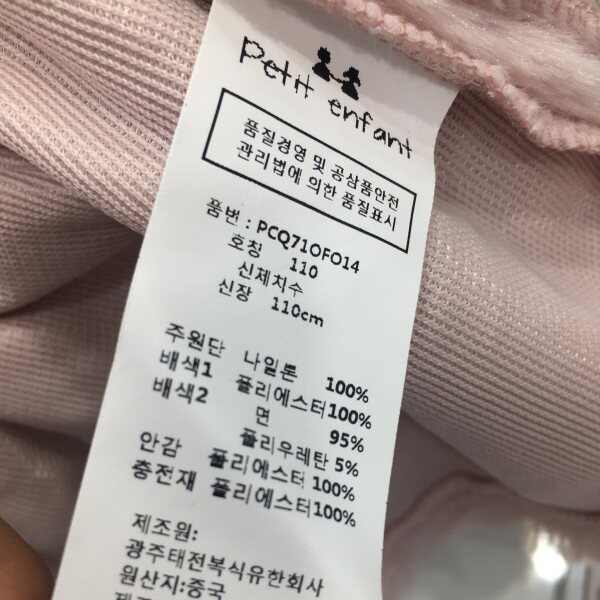 Petit enfant
품질경영 및 공삼품안전
관리법에 의한 품질표시
품번 : PCQ71OFO14
호칭 110
신체치수
신장 110cm
주원단 나일론 100%
배색1 폴리에스터100%
배색2 면 95%
폴리우레탄 5%
안감 폴리에스터 100%
충전재 폴리에스터100%
제조원:
광주태전복식유한회사
원산지:중국